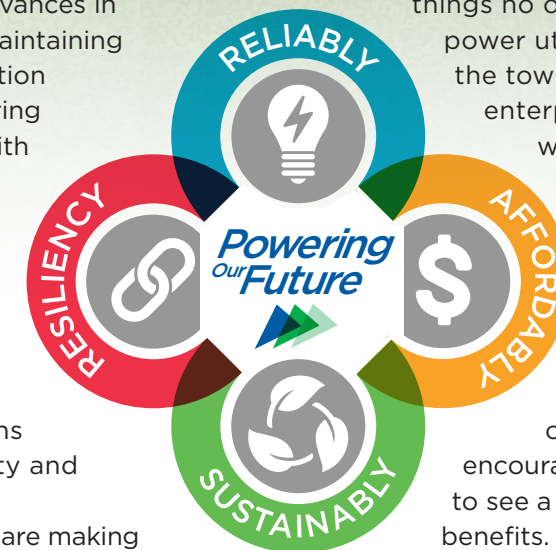 vances in
aintaining
tion
ring
ith
ns
ty and
are making
RELIABLY
RESILIENCY
Powering
Our Future
AFFORDABLY
SUSTAINABLY
things no o
power ut
the tow
enterp
w
encoura
to see a
benefits.